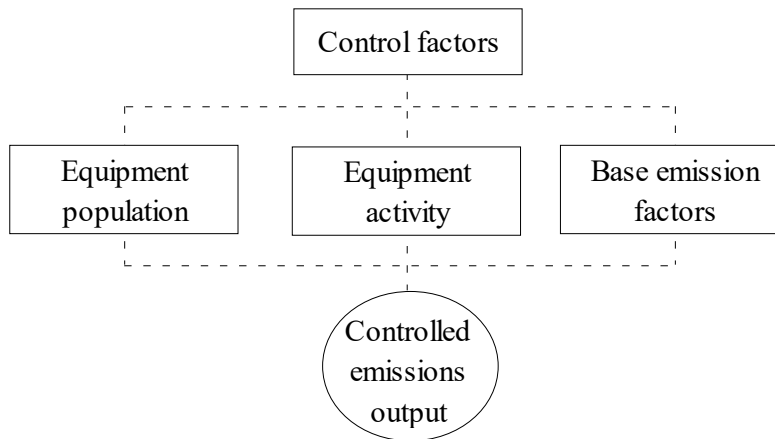 Control factors
Equipment
population
Equipment
activity
Base emission
factors
Controlled
emissions
output